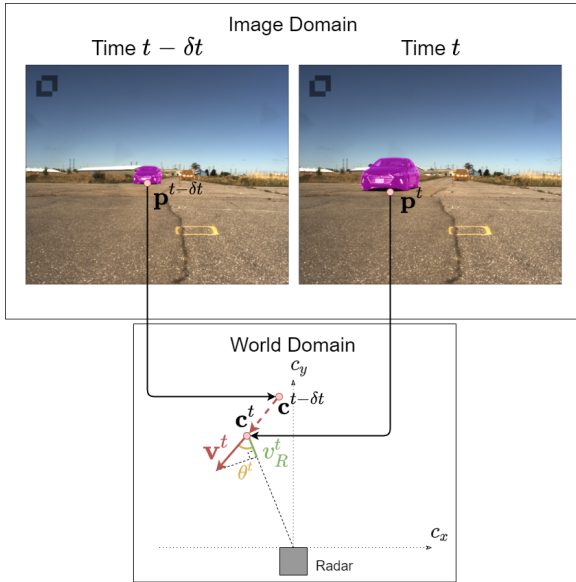 Image Domain
Time t − δt
Time t
p^{t−δt}
p^t
World Domain
c_y
c^{t−δt}
c^t
v^t
v_R^t
θ^t
c_x
Radar